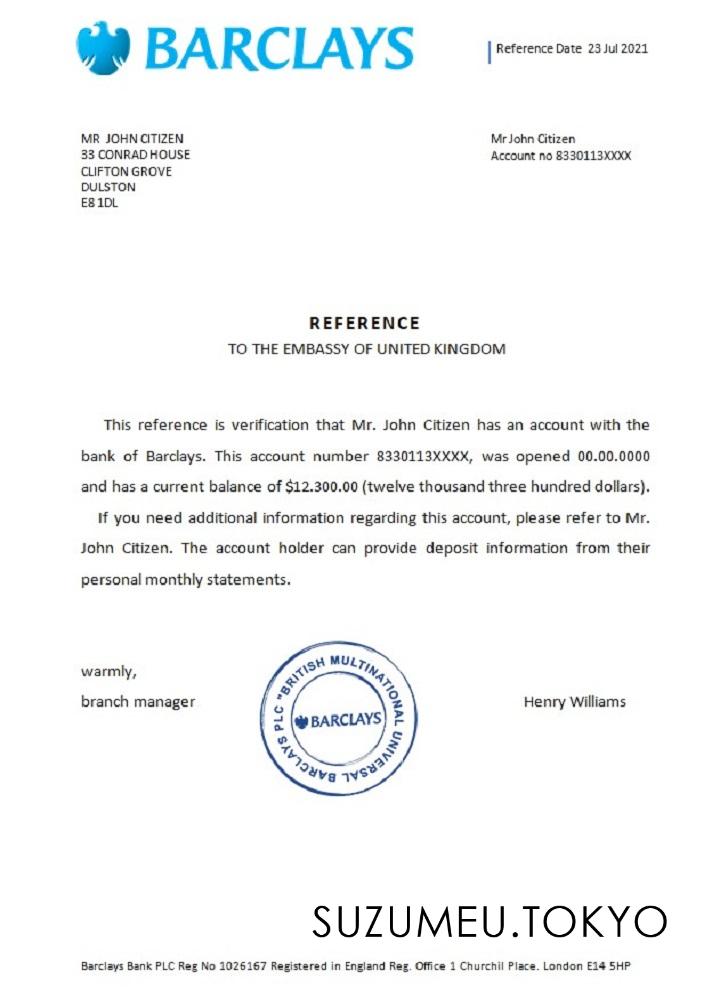 BARCLAYS
Reference Date 23 Jul 2021
MR JOHN CITIZEN
33 CONRAD HOUSE
CLIFTON GROVE
DULSTON
E8 1DL
Mr John Citizen
Account no 8330113XXXX
REFERENCE
TO THE EMBASSY OF UNITED KINGDOM
This reference is verification that Mr. John Citizen has an account with the
bank of Barclays. This account number 8330113XXXX, was opened 00.00.0000
and has a current balance of $12.300.00 (twelve thousand three hundred dollars).
If you need additional information regarding this account, please refer to Mr.
John Citizen. The account holder can provide deposit information from their
personal monthly statements.
warmly,
branch manager
BARCLAYS PLC "BRITISH MULTINATIONAL UNIVERSAL
BARCLAYS
Henry Williams
SUZUMEU.TOKYO
Barclays Bank PLC Reg No 1026167 Registered in England Reg. Office 1 Churchil Place. London E14 5HP